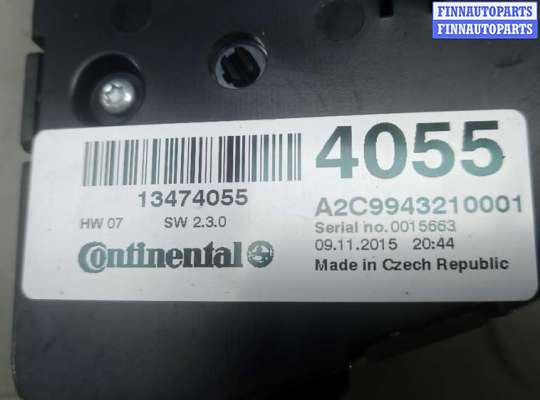 FINNAUTOPARTS
FINNAUTOPARTS
4055
13474055
A2C9943210001
HW 07 SW 2.3.0
Serial no. 0015663
09.11.2015 20:44
Continental
Made in Czech Republic